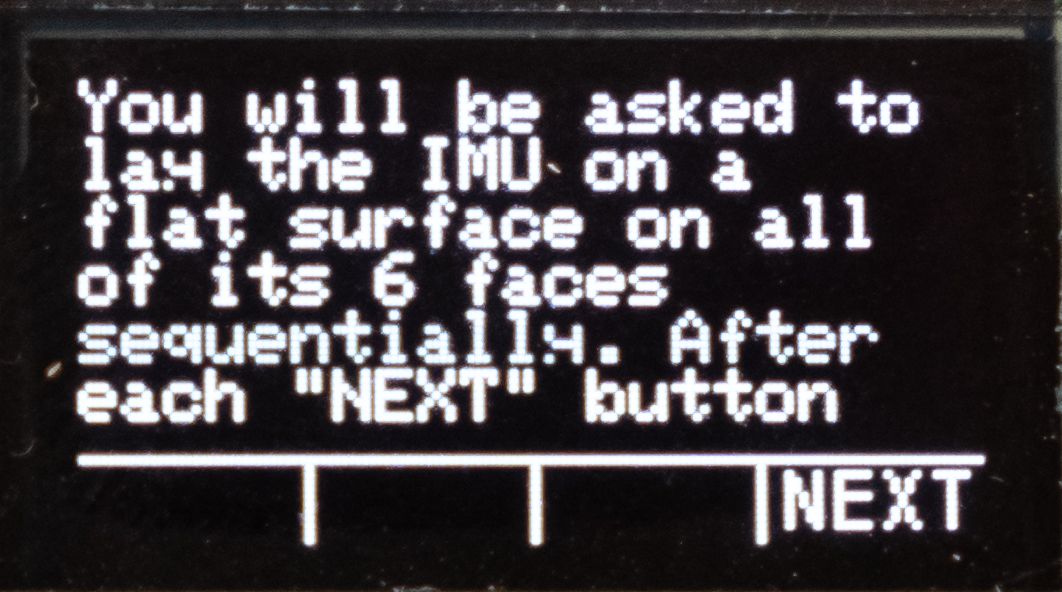 You will be asked to
lay the IMU on a
flat surface on all
of its 6 faces
sequentially. After
each "NEXT" button
NEXT